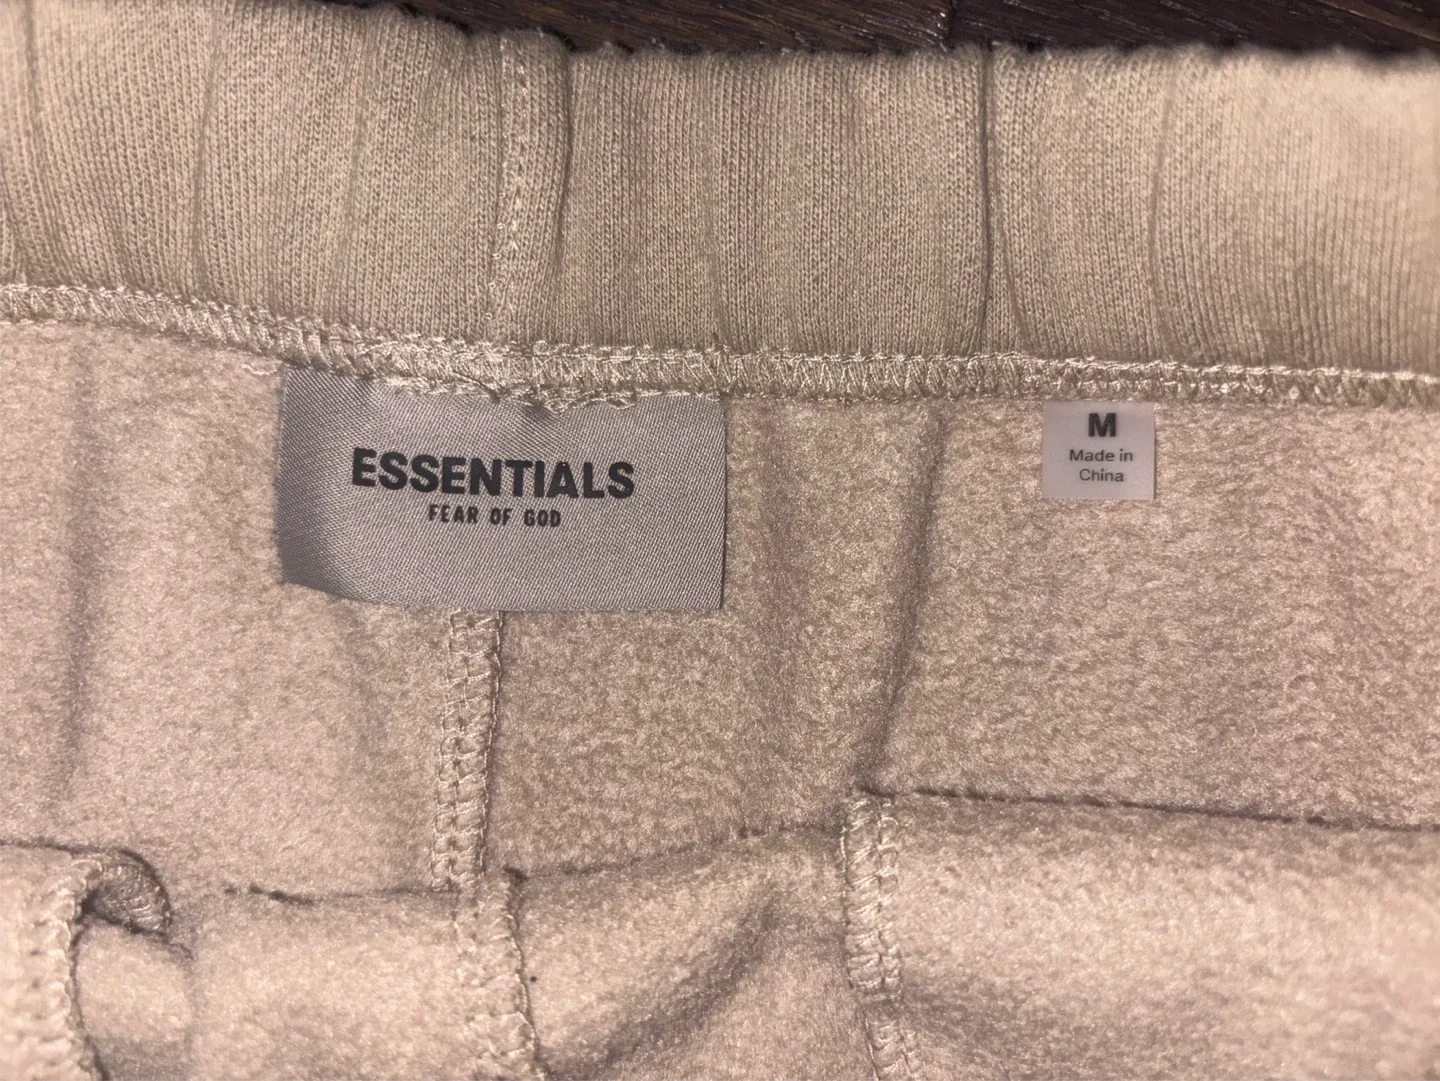 ESSENTIALS
FEAR OF GOD
M
Made in
China